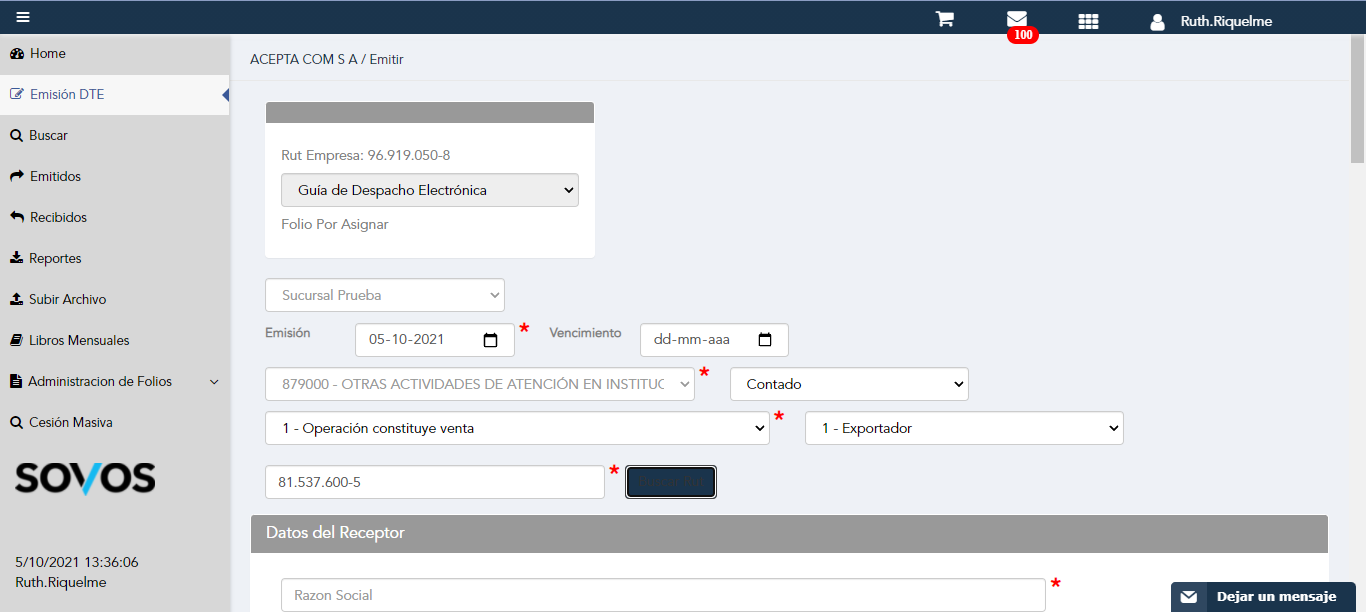 100
Ruth.Riquelme
Home
Emisión DTE
Buscar
Emitidos
Recibidos
Reportes
Subir Archivo
Libros Mensuales
Administracion de Folios
Cesión Masiva
SOVOS
5/10/2021 13:36:06
Ruth.Riquelme
ACEPTA COM S A / Emitir
Rut Empresa: 96.919.050-8
Guía de Despacho Electrónica
Folio Por Asignar
Sucursal Prueba
Emisión 05-10-2021 * Vencimiento dd-mm-aaa
879000 - OTRAS ACTIVIDADES DE ATENCIÓN EN INSTITUC * Contado
1 - Operación constituye venta * 1 - Exportador
81.537.600-5 *
Datos del Receptor
Razon Social *
Dejar un mensaje